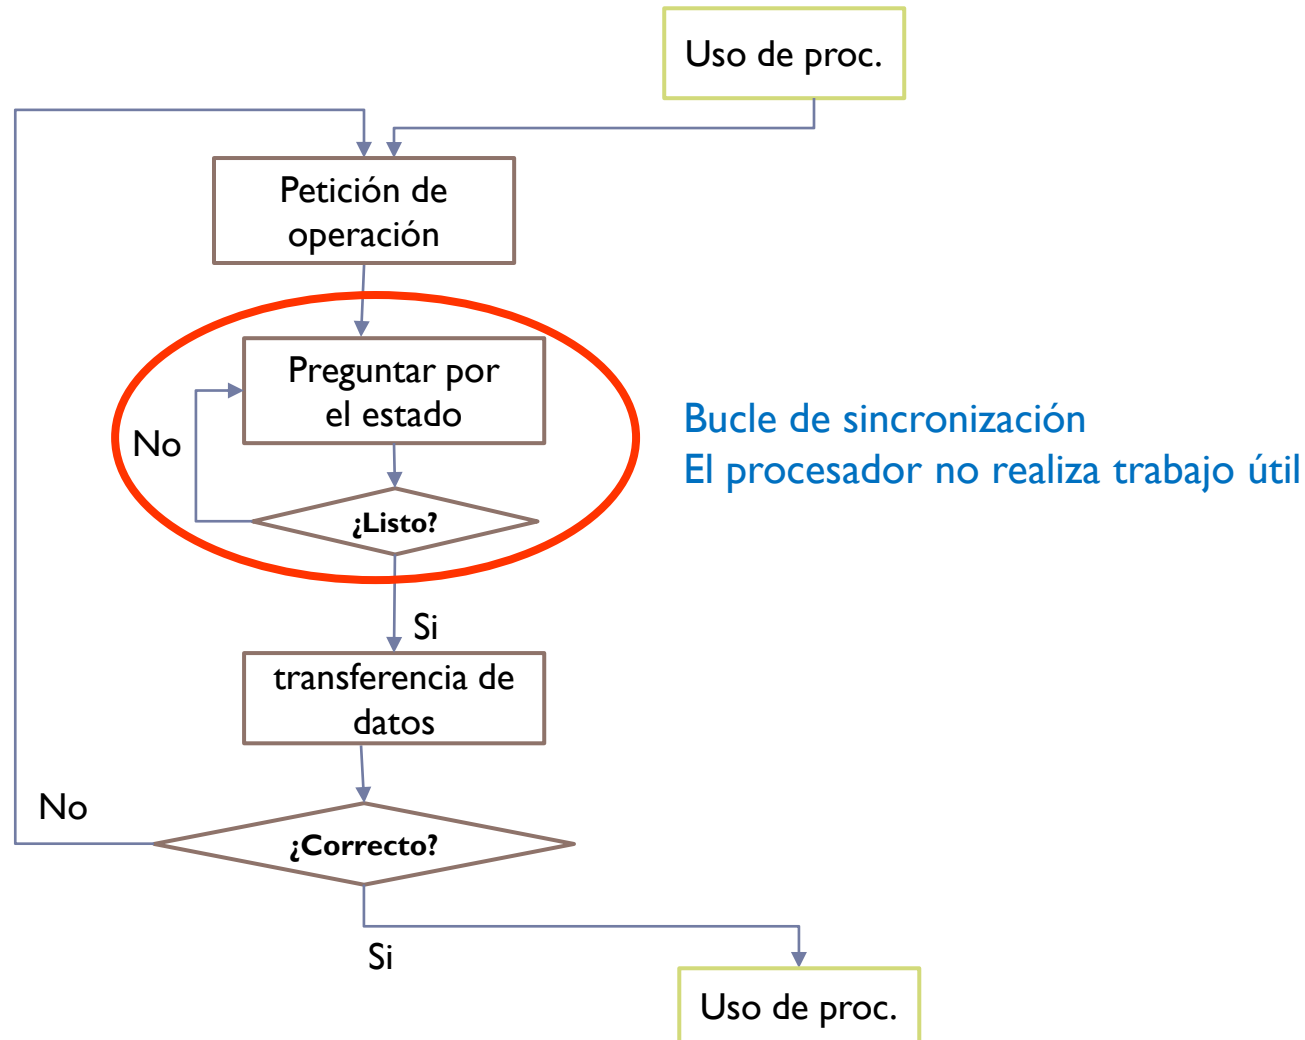 Uso de proc.
Petición de
operación
Preguntar por
el estado
No
¿Listo?
Bucle de sincronización
El procesador no realiza trabajo útil
Si
transferencia de
datos
No
¿Correcto?
Si
Uso de proc.